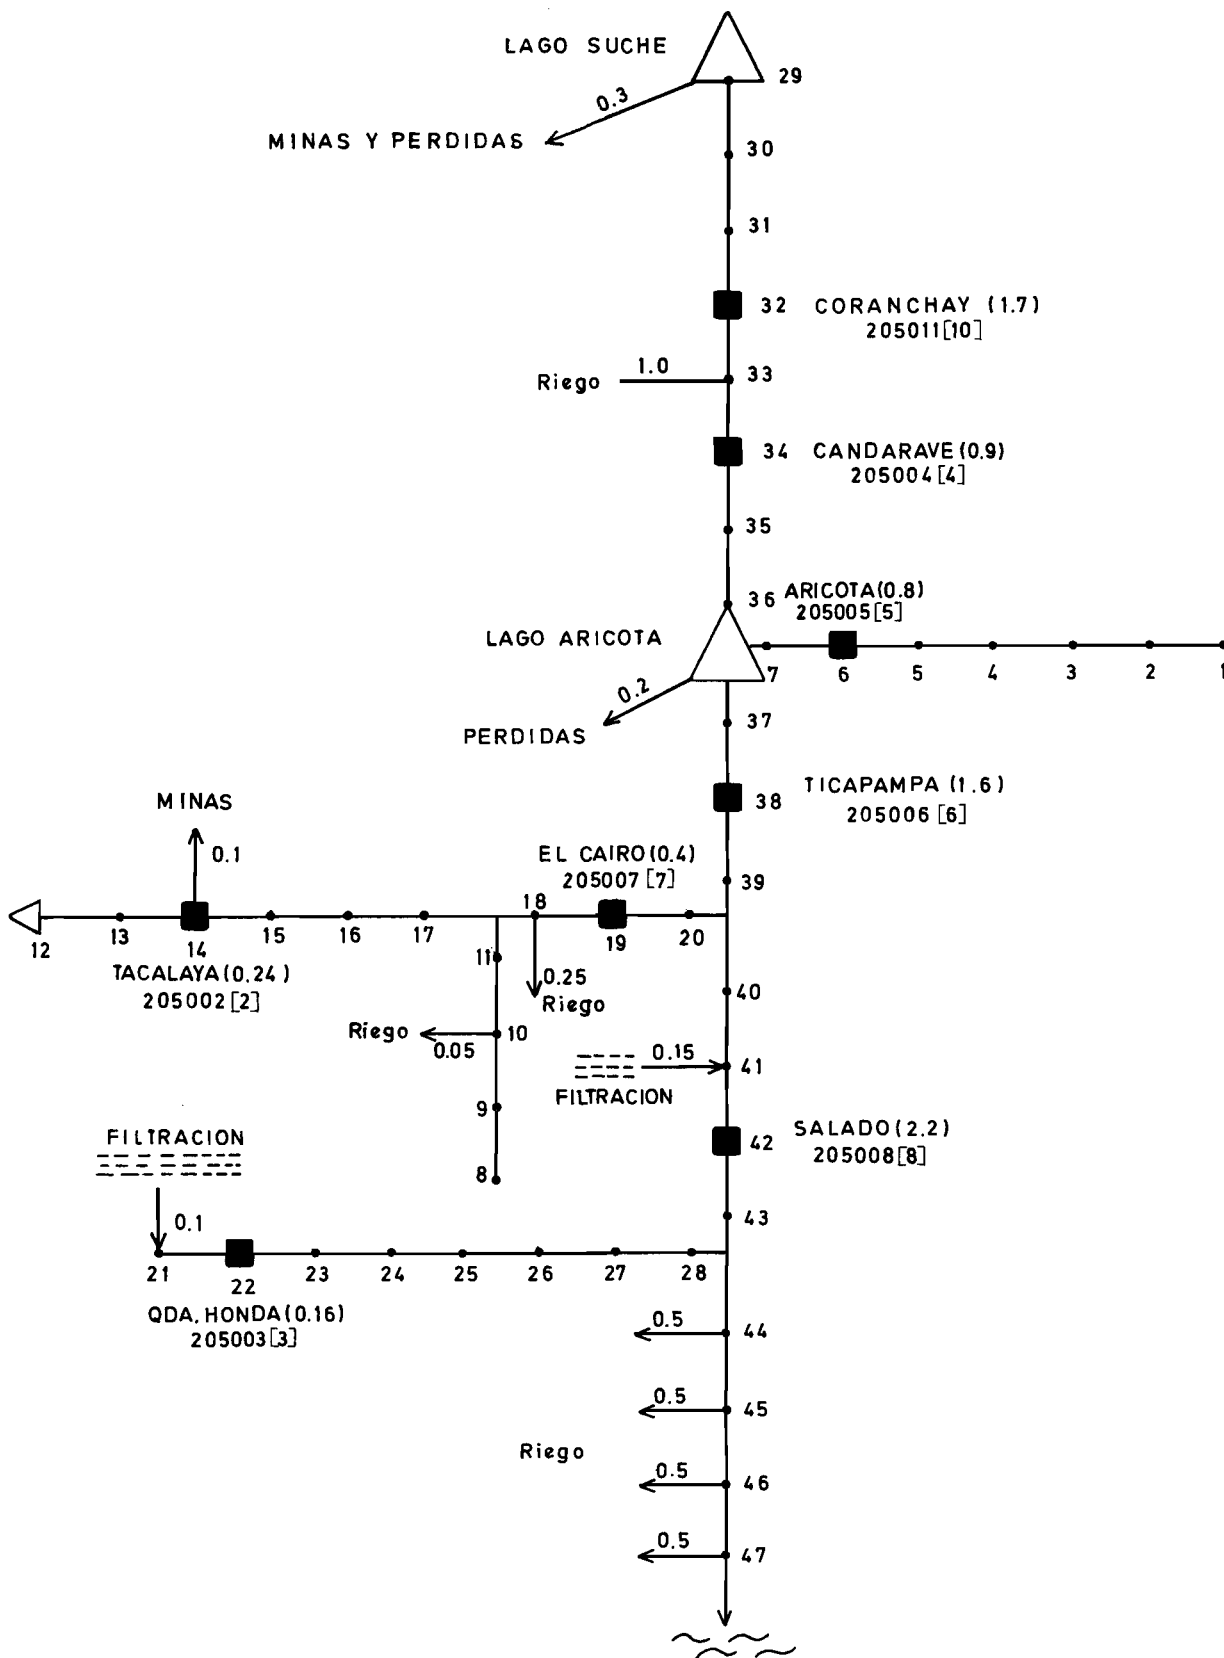 LAGO SUCHE
29
0.3
MINAS Y PERDIDAS
30
31
32 CORANCHAY (1.7)
205011[10]
1.0
Riego
33
34 CANDARAVE (0.9)
205004[4]
35
36 ARICOTA (0.8)
205005[5]
LAGO ARICOTA
7 6 5 4 3 2 1
0.2
PERDIDAS
37
38 TICAPAMPA (1.6)
205006 [6]
MINAS
0.1
EL CAIRO (0.4)
205007 [7]
39
18
12 13 14 15 16 17 19 20
TACALAYA (0.24)
205002 [2]
11
0.25
Riego
40
Riego
0.05
10
0.15
41
FILTRACION
9
FILTRACION
42 SALADO (2.2)
205008[8]
8
0.1
43
21 22 23 24 25 26 27 28
QDA. HONDA (0.16)
205003[3]
0.5
44
0.5
45
Riego
0.5
46
0.5
47